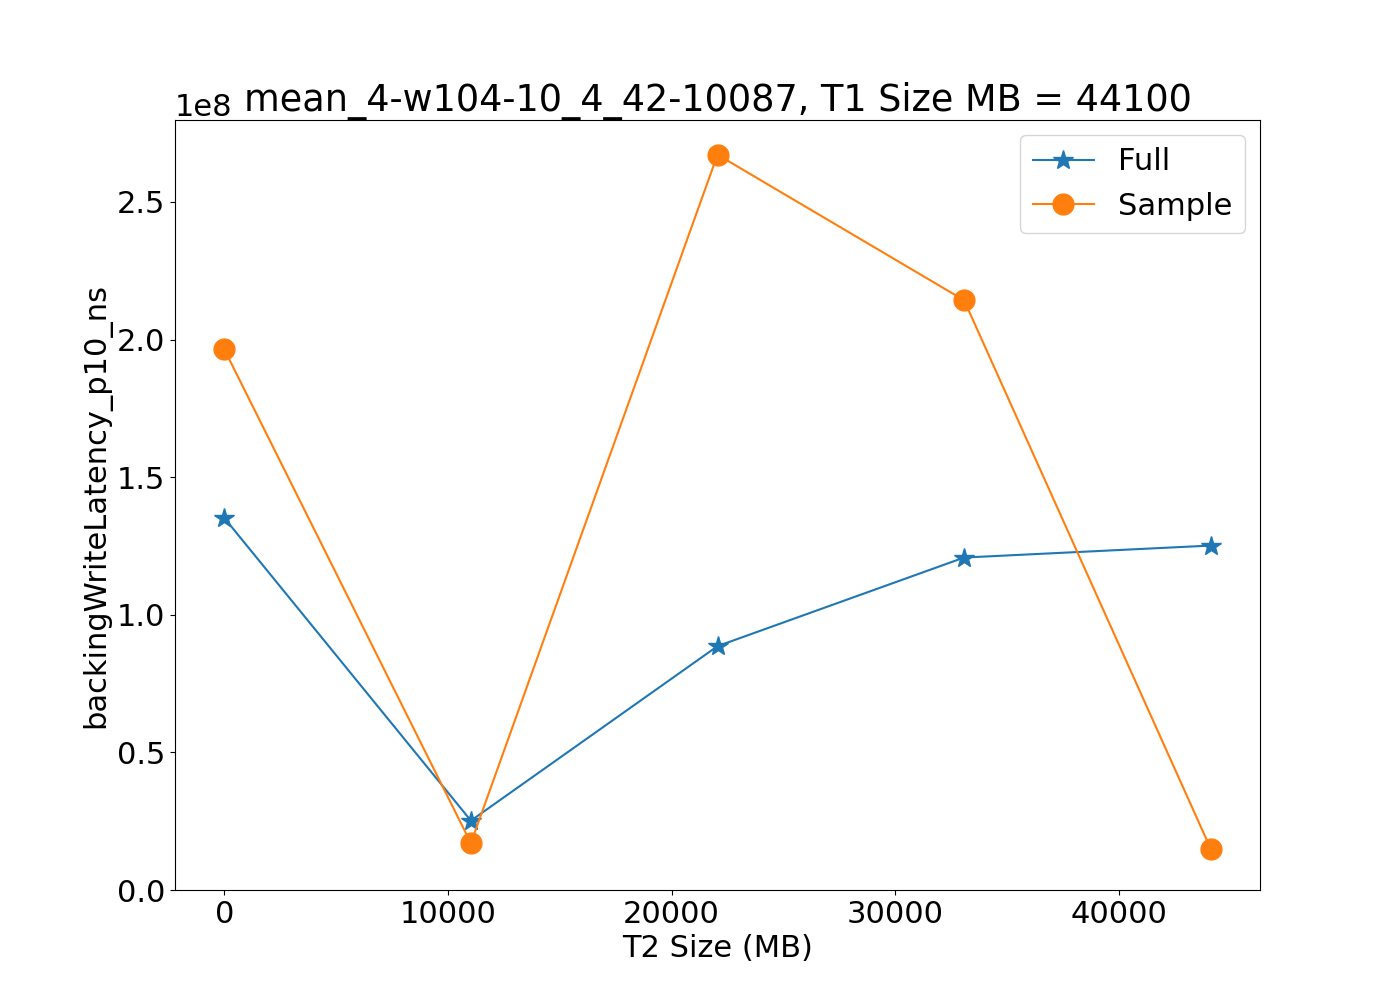 1e8
mean_4-w104-10_4_42-10087, T1 Size MB = 44100
Full
Sample
backingWriteLatency_p10_ns
2.5
2.0
1.5
1.0
0.5
0.0
0 10000 20000 30000 40000
T2 Size (MB)